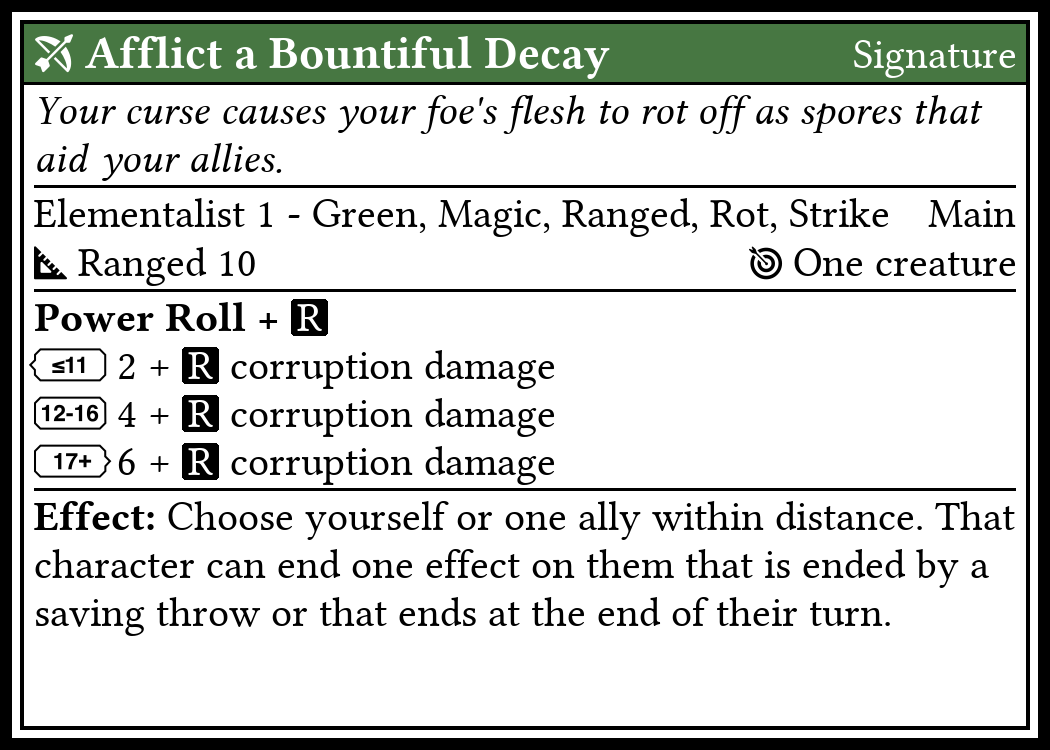 Afflict a Bountiful Decay Signature
Your curse causes your foe's flesh to rot off as spores that
aid your allies.
Elementalist 1 - Green, Magic, Ranged, Rot, Strike Main
Ranged 10 One creature
Power Roll + R
≤11 2 + R corruption damage
12-16 4 + R corruption damage
17+ 6 + R corruption damage
Effect: Choose yourself or one ally within distance. That
character can end one effect on them that is ended by a
saving throw or that ends at the end of their turn.